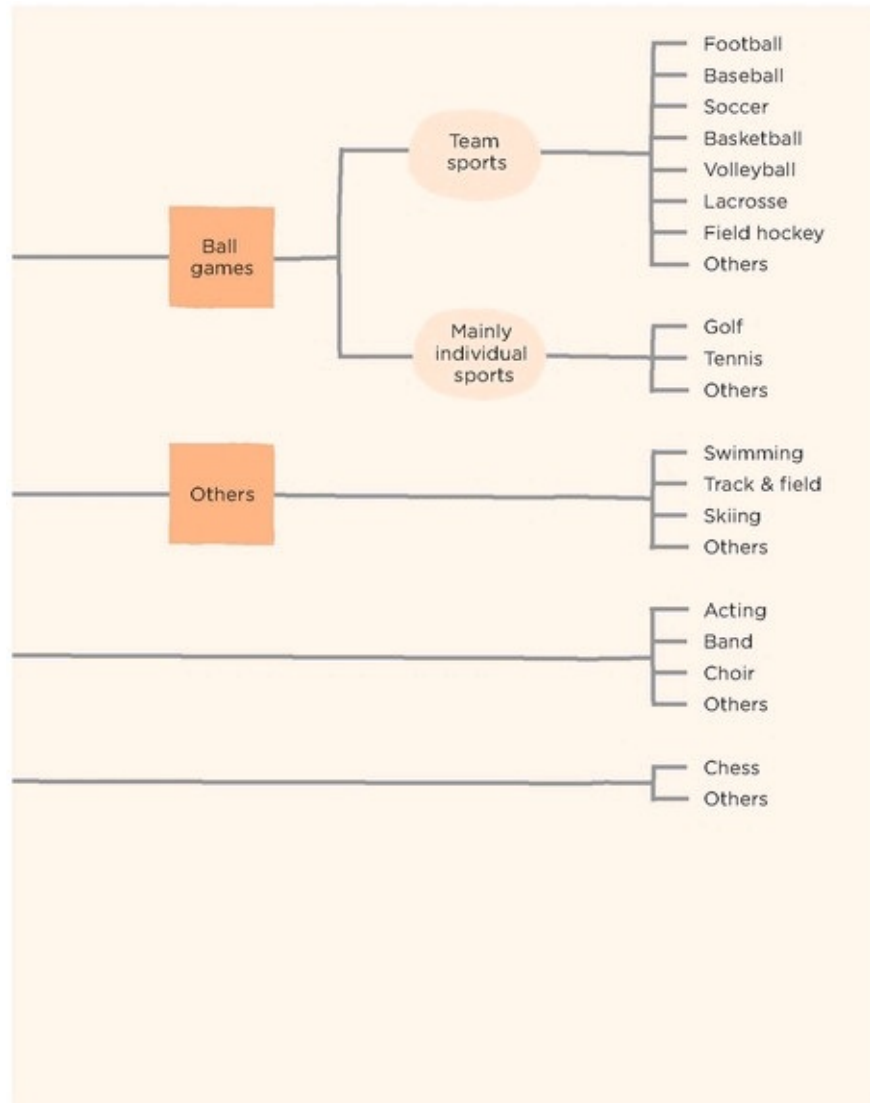 Football
Baseball
Team
sports
Soccer
Basketball
Volleyball
Lacrosse
Field hockey
Others
Ball
games
Mainly
individual
sports
Golf
Tennis
Others
Others
Swimming
Track & field
Skiing
Others
Acting
Band
Choir
Others
Chess
Others